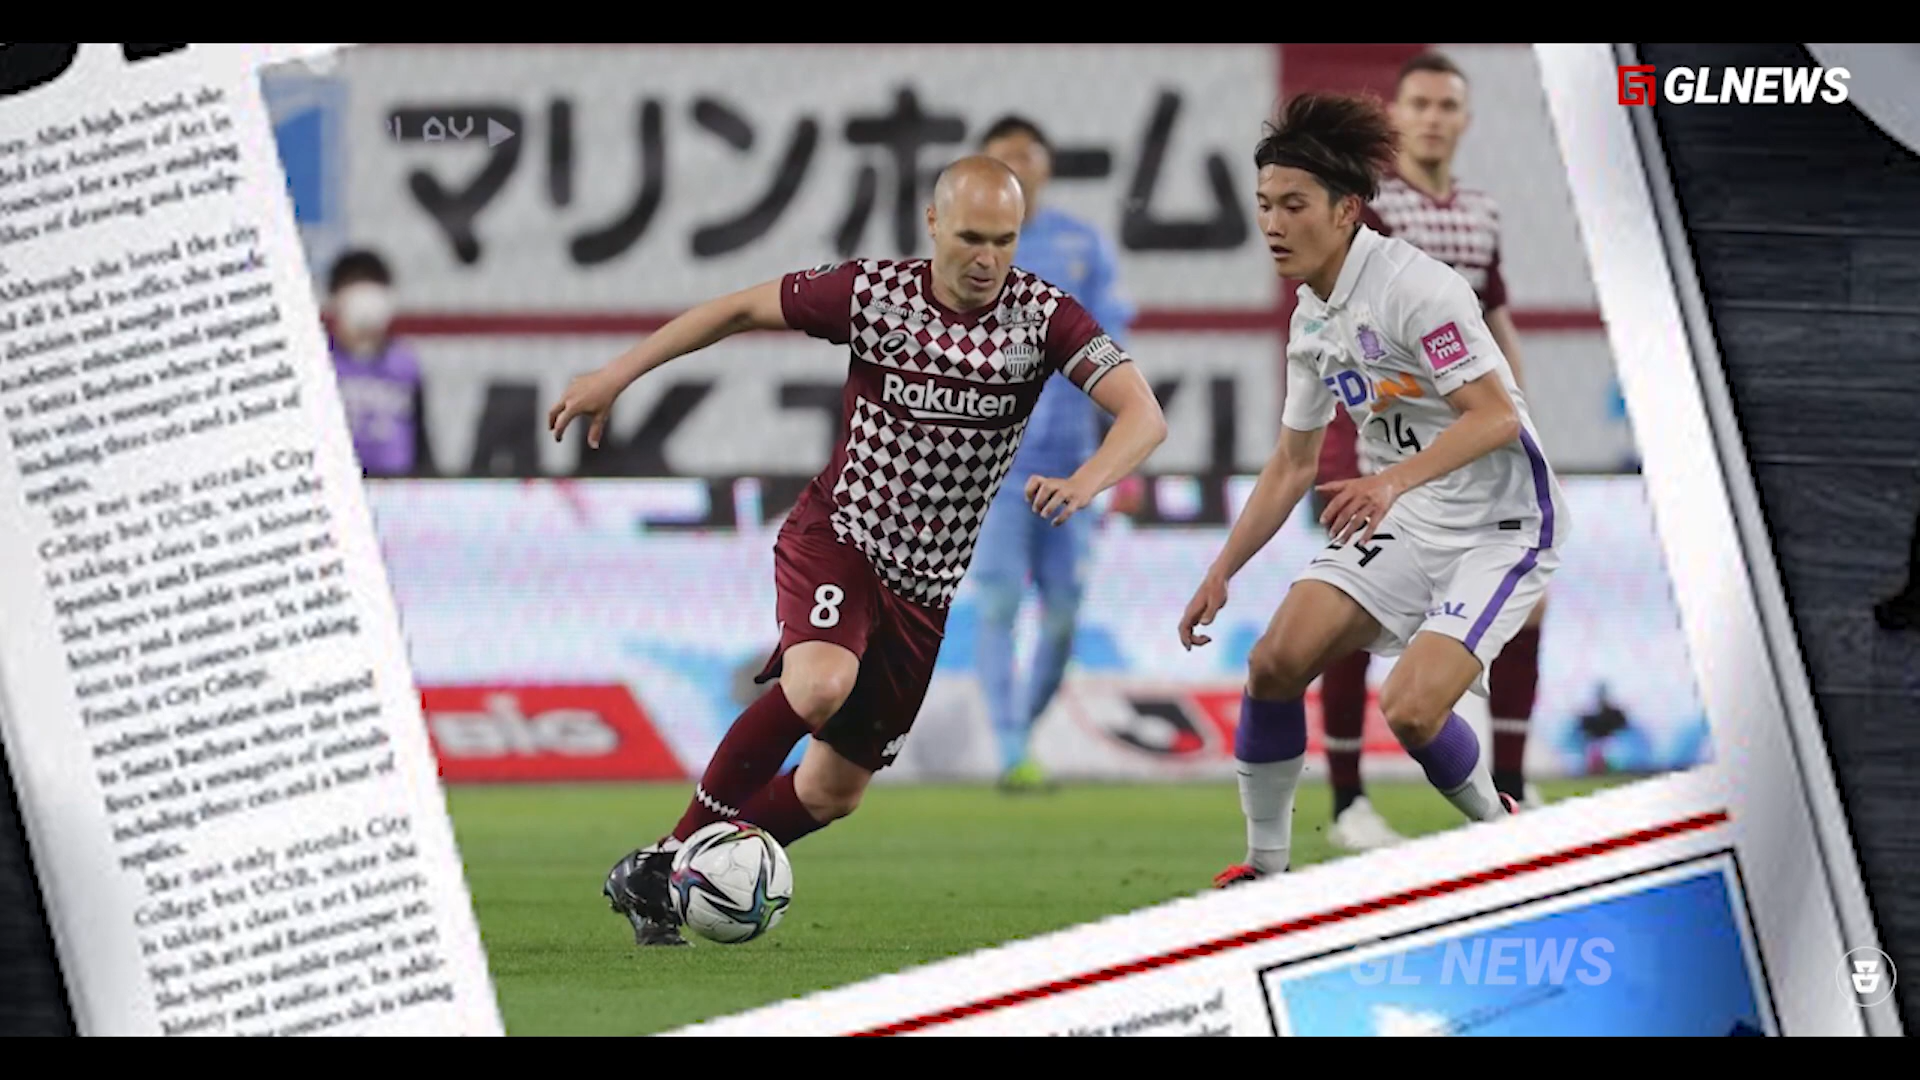 ure. After high school, she
ded the Academy of Art in
Francisco for a year studying
Although she loved the city
nd all it had to offer, she made
decision and sought out a more
academic education and migrated
to Santa Barbara where she now
lives with a menagerie of animals
including three cats and a host of
reptiles.
She not only attends City
College but UCSB, where she
is taking a class in art history,
Spanish art and Romanesque art.
She hopes to double major in art
history and studio art. In addi-
tion to these courses she is taking
French at City College.
academic education and migrated
to Santa Barbara where she now
lives with a menagerie of animals
including three cats and a host of
reptiles.
She not only attends City
College but UCSB, where she
is taking a class in art history,
Spanish art and Romanesque art.
She hopes to double major in art
history and studio art. In addi-
courses she is taking
マリンホーム
GLNEWS
Rakuten
8
you
me
EDION
24
24
BIG
paintings of
GL NEWS